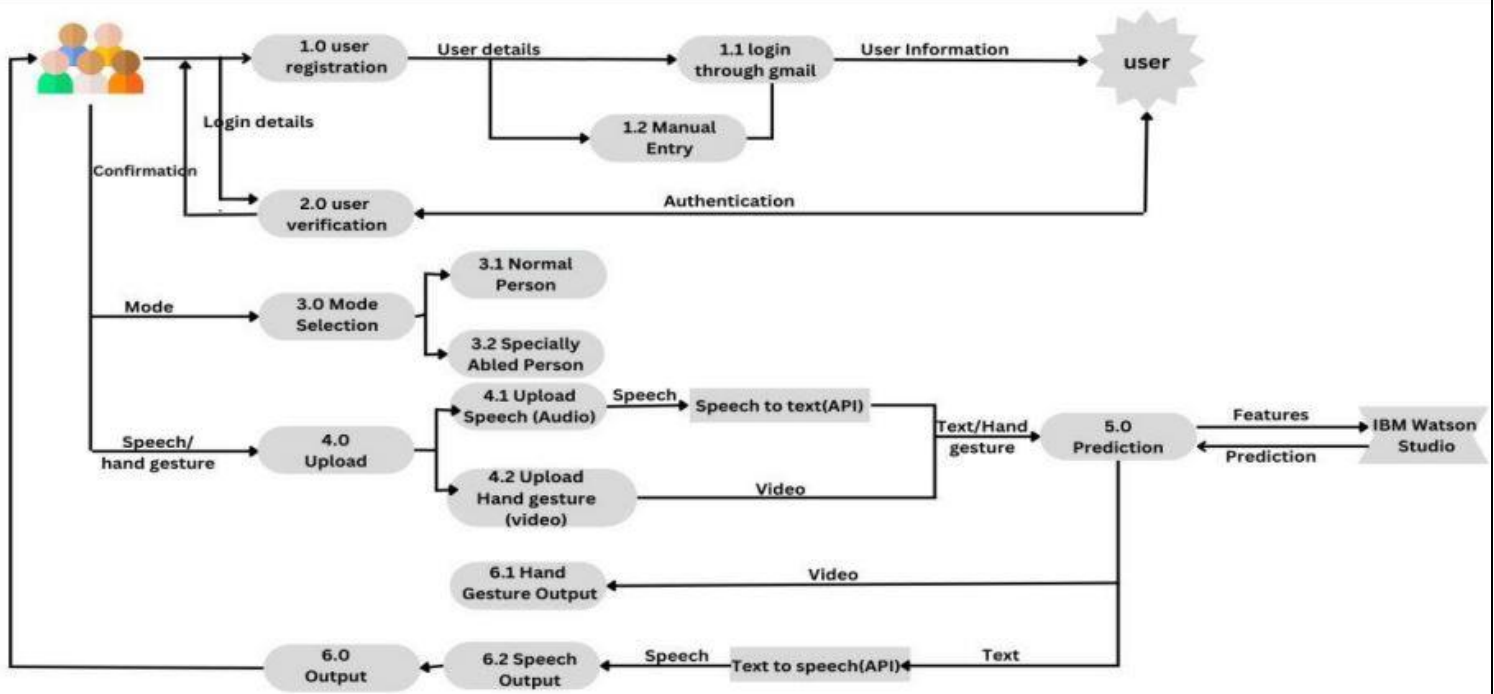 1.0 user
registration
User details
1.1 login
through gmail
User Information
user
Login details
1.2 Manual
Entry
Confirmation
2.0 user
verification
Authentication
3.1 Normal
Person
Mode
3.0 Mode
Selection
3.2 Specially
Abled Person
4.1 Upload
Speech (Audio)
Speech
Speech to text(API)
Speech/
hand gesture
4.0
Upload
Text/Hand
gesture
5.0
Prediction
Features
Prediction
IBM Watson
Studio
4.2 Upload
Hand gesture
(video)
Video
6.1 Hand
Gesture Output
Video
6.0
Output
6.2 Speech
Output
Speech
Text to speech(API)
Text